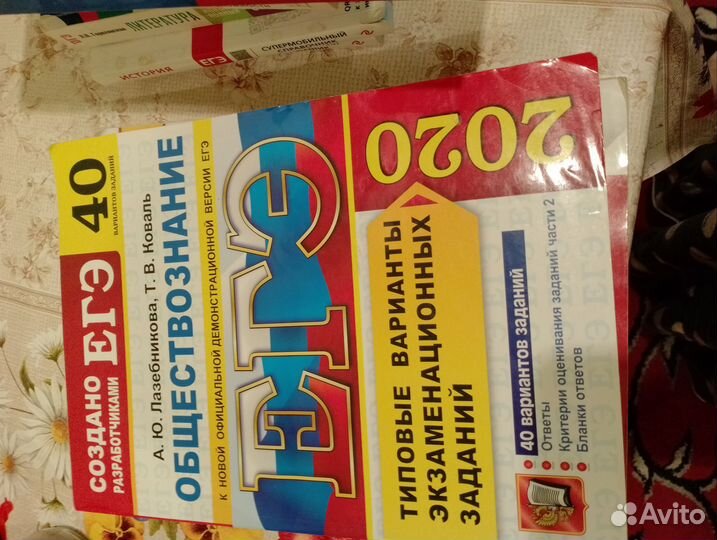 СОЗДАНО
РАЗРАБОТЧИКАМИ
ЕГЭ
40
ВАРИАНТОВ ЗАДАНИЙ
А. Ю. Лазебникова, Т. В. Коваль
ОБЩЕСТВОЗНАНИЕ
К НОВОЙ ОФИЦИАЛЬНОЙ ДЕМОНСТРАЦИОННОЙ ВЕРСИИ ЕГЭ
ЕГЭ
2020
ТИПОВЫЕ ВАРИАНТЫ
ЭКЗАМЕНАЦИОННЫХ
ЗАДАНИЙ
40 вариантов заданий
Ответы
Критерии оценивания заданий части 2
Бланки ответов
ИСТОРИЯ
ЕГЭ
СУПЕРМОБИЛЬНЫЙ
СПРАВОЧНИК
ЛИТЕРАТУРА
Avito